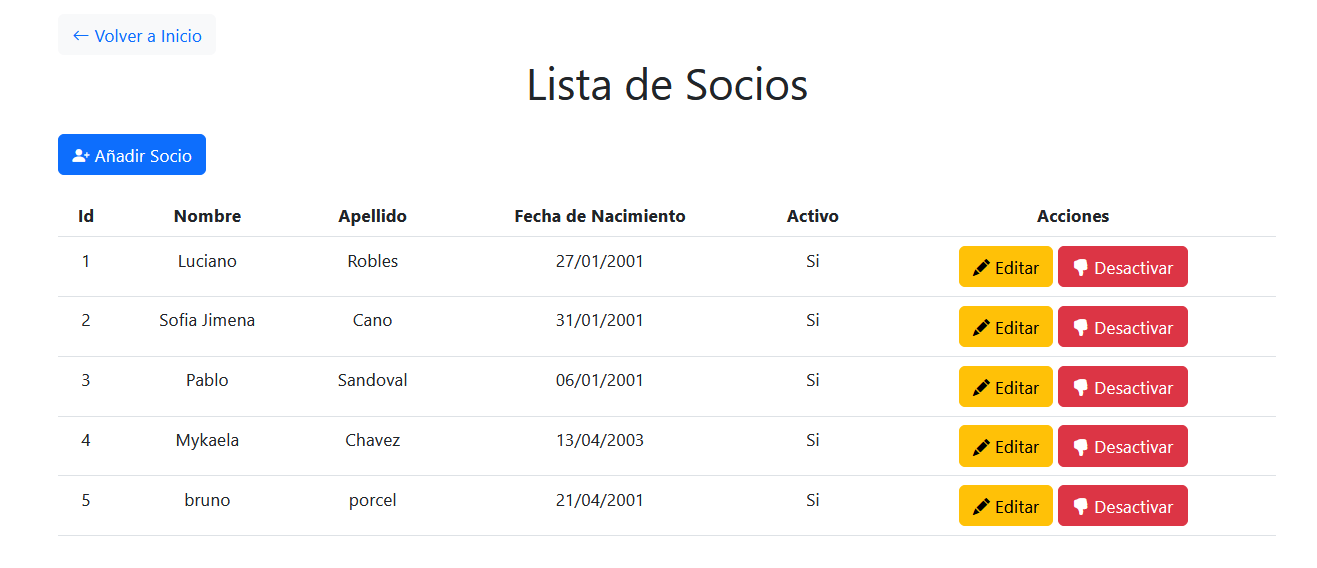 Volver a Inicio
Lista de Socios
Añadir Socio
Id Nombre Apellido Fecha de Nacimiento Activo Acciones
1 Luciano Robles 27/01/2001 Si Editar Desactivar
2 Sofia Jimena Cano 31/01/2001 Si Editar Desactivar
3 Pablo Sandoval 06/01/2001 Si Editar Desactivar
4 Mykaela Chavez 13/04/2003 Si Editar Desactivar
5 bruno porcel 21/04/2001 Si Editar Desactivar